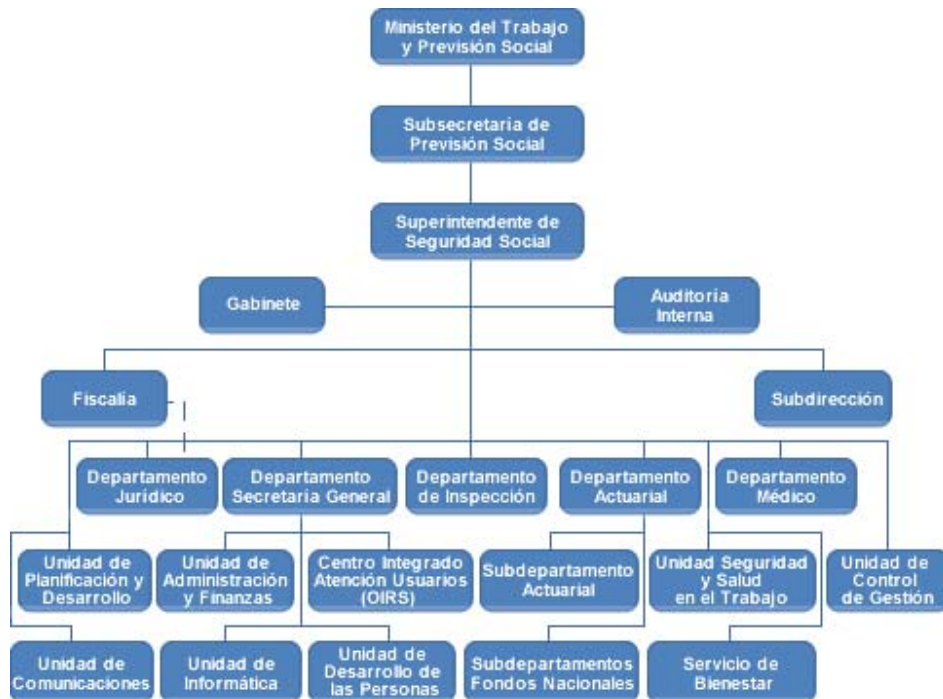 Ministerio del Trabajo
y Previsión Social
Subsecretaría de
Previsión Social
Superintendente de
Seguridad Social
Gabinete
Auditoría
Interna
Fiscalía
Subdirección
Departamento
Jurídico
Departamento
Secretaría General
Departamento
de Inspección
Departamento
Actuarial
Departamento
Médico
Unidad de
Planificación y
Desarrollo
Unidad de
Administración
y Finanzas
Centro Integrado
Atención Usuarios
(OIRS)
Subdepartamento
Actuarial
Unidad Seguridad
y Salud
en el Trabajo
Unidad de
Control
de Gestión
Unidad de
Comunicaciones
Unidad de
Informática
Unidad de
Desarrollo de
las Personas
Subdepartamentos
Fondos Nacionales
Servicio de
Bienestar